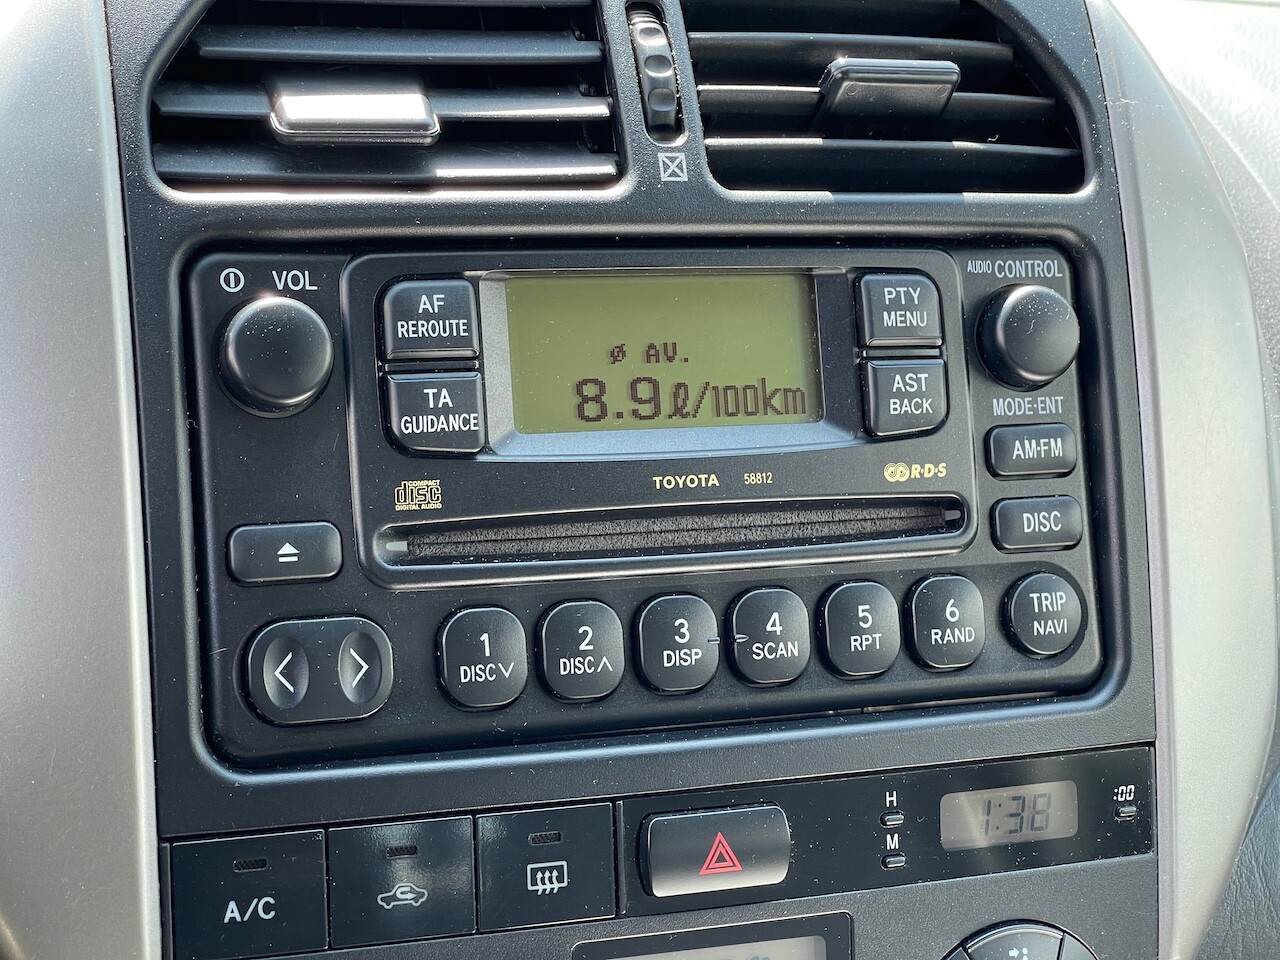 VOL
AF
REROUTE
TA
GUIDANCE
ø AV.
8.9ℓ/100km
PTY
MENU
AST
BACK
AUDIO CONTROL
MODE·ENT
AM·FM
DISC
COMPACT
disc
DIGITAL AUDIO
TOYOTA 58812
R·D·S
1
DISC∨
2
DISC∧
3
DISP
4
SCAN
5
RPT
6
RAND
TRIP
NAVI
A/C
H
M
1:38
:00